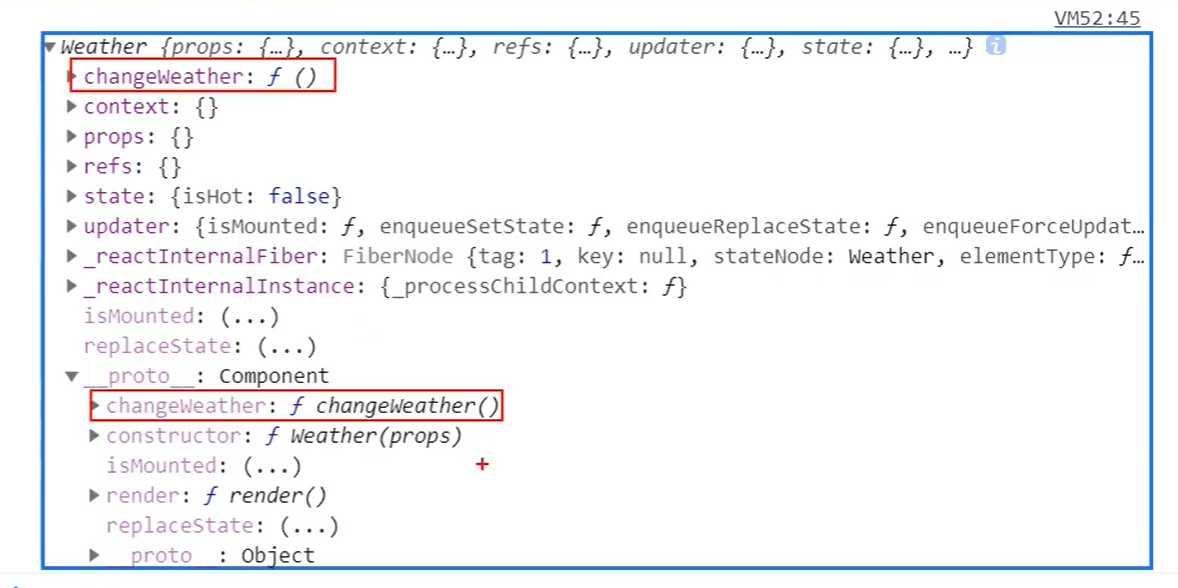 VM52:45
Weather {props: {…}, context: {…}, refs: {…}, updater: {…}, state: {…}, …} i
changeWeather: ƒ ()
context: {}
props: {}
refs: {}
state: {isHot: false}
updater: {isMounted: ƒ, enqueueSetState: ƒ, enqueueReplaceState: ƒ, enqueueForceUpdat…
_reactInternalFiber: FiberNode {tag: 1, key: null, stateNode: Weather, elementType: ƒ…
_reactInternalInstance: {_processChildContext: ƒ}
isMounted: (...)
replaceState: (...)
__proto__: Component
changeWeather: ƒ changeWeather()
constructor: ƒ Weather(props)
isMounted: (...)
render: ƒ render()
replaceState: (...)
__proto__: Object